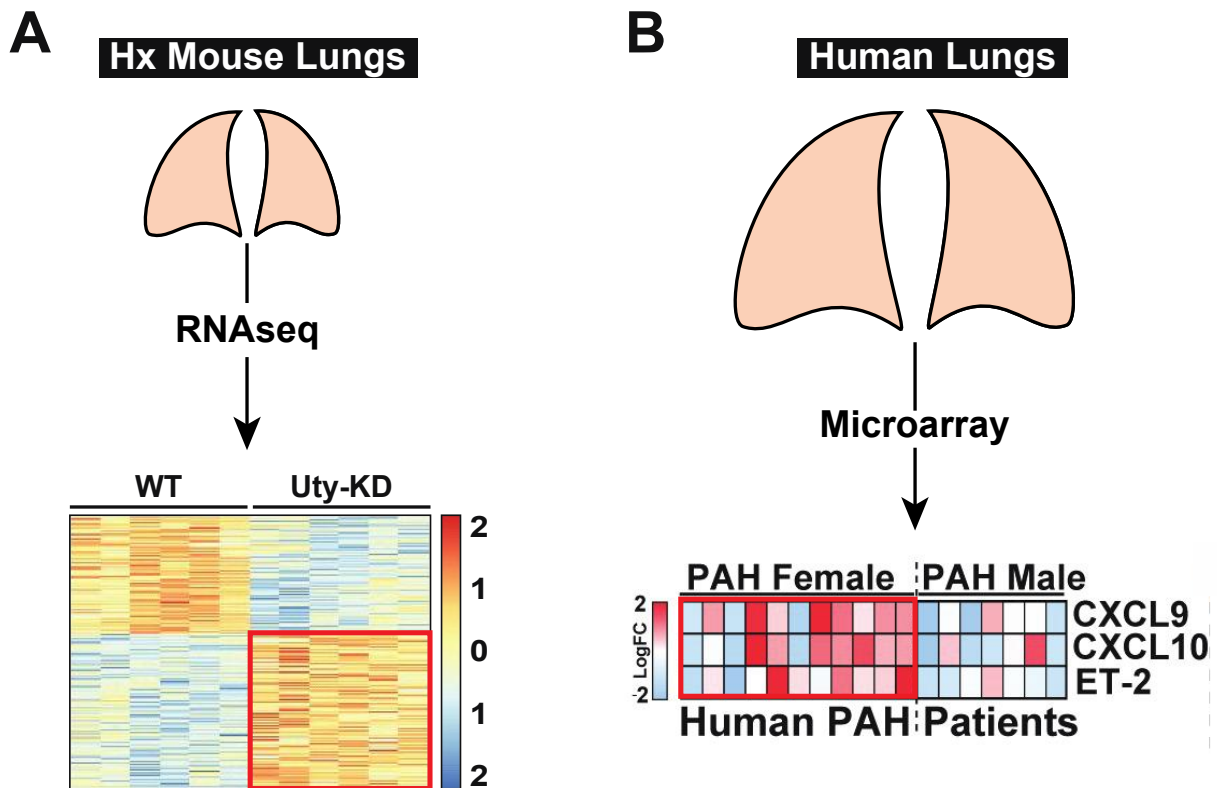 A
Hx Mouse Lungs
RNAseq
WT Uty-KD
2
1
0
1
2
B
Human Lungs
Microarray
PAH Female PAH Male
2
LogFC
-2
CXCL9
CXCL10
ET-2
Human PAH Patients